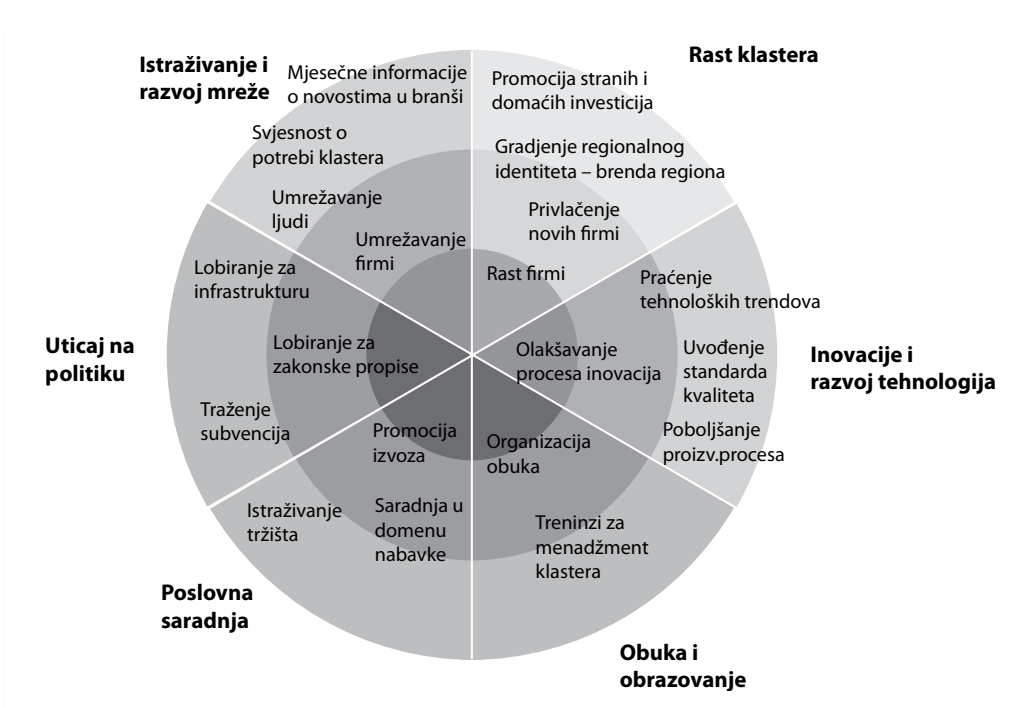 Istraživanje i
razvoj mreže
Mjesečne informacije
o novostima u branši
Svjesnost o
potrebi klastera
Umrežavanje
ljudi
Umrežavanje
firmi
Rast klastera
Promocija stranih i
domaćih investicija
Gradjenje regionalnog
identiteta – brenda regiona
Privlačenje
novih firmi
Rast firmi
Inovacije i
razvoj tehnologija
Praćenje
tehnoloških trendova
Olakšavanje
procesa inovacija
Uvođenje
standarda
kvaliteta
Poboljšanje
proizv.procesa
Obuka i
obrazovanje
Organizacija
obuka
Treninzi za
menadžment
klastera
Poslovna
saradnja
Promocija
izvoza
Saradnja u
domenu
nabavke
Istraživanje
tržišta
Uticaj na
politiku
Lobiranje za
infrastrukturu
Lobiranje za
zakonske propise
Traženje
subvencija